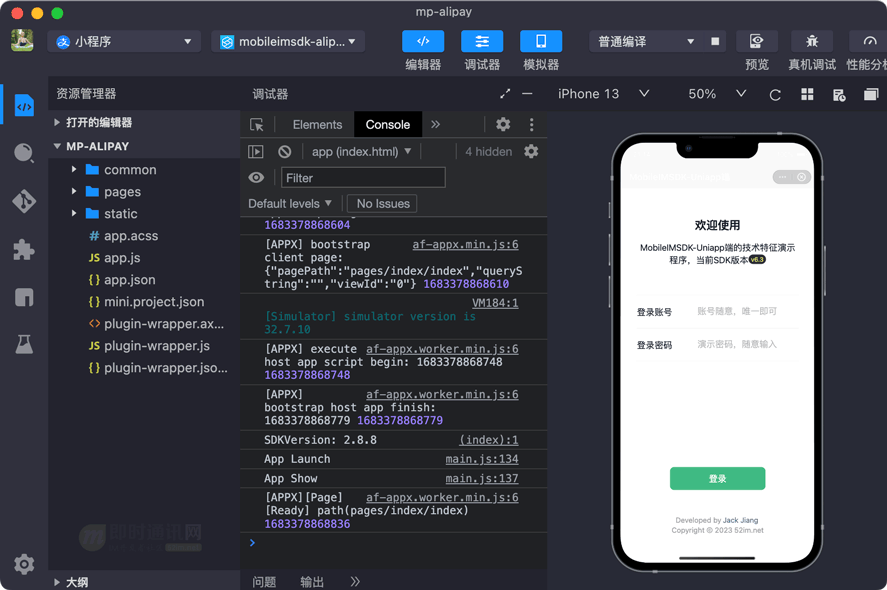 mp-alipay
小程序
mobileimsdk-alip...
普通编译
编辑器
调试器
模拟器
预览
真机调试
性能分析
资源管理器
打开的编辑器
MP-ALIPAY
common
pages
static
# app.acss
JS app.js
{} app.json
{} mini.project.json
<> plugin-wrapper.ax...
JS plugin-wrapper.js
{} plugin-wrapper.jso...
大纲
调试器
Elements
Console
»
app (index.html)
4 hidden
Filter
Default levels
No Issues
1683378868604
[APPX] bootstrap af-appx.min.js:6
client page:
{"pagePath":"pages/index/index","queryS
tring":"","viewId":"0"} 1683378868610
VM184:1
[Simulator] simulator version is
32.7.10
[APPX] execute af-appx.worker.min.js:6
host app script begin: 1683378868748
1683378868748
[APPX] af-appx.worker.min.js:6
bootstrap host app finish:
1683378868779 1683378868779
SDKVersion: 2.8.8 (index):1
App Launch main.js:134
App Show main.js:137
[APPX][Page] af-appx.worker.min.js:6
[Ready] path(pages/index/index)
1683378868836
>
问题
输出
»
iPhone 13
50%
欢迎使用
MobileIMSDK-Uniapp端的技术特征演示
程序，当前SDK版本v6.3
登录账号 账号随意，唯一即可
登录密码 演示密码，随意输入
登录
Developed by Jack Jiang
Copyright © 2023 52im.net
即时通讯网